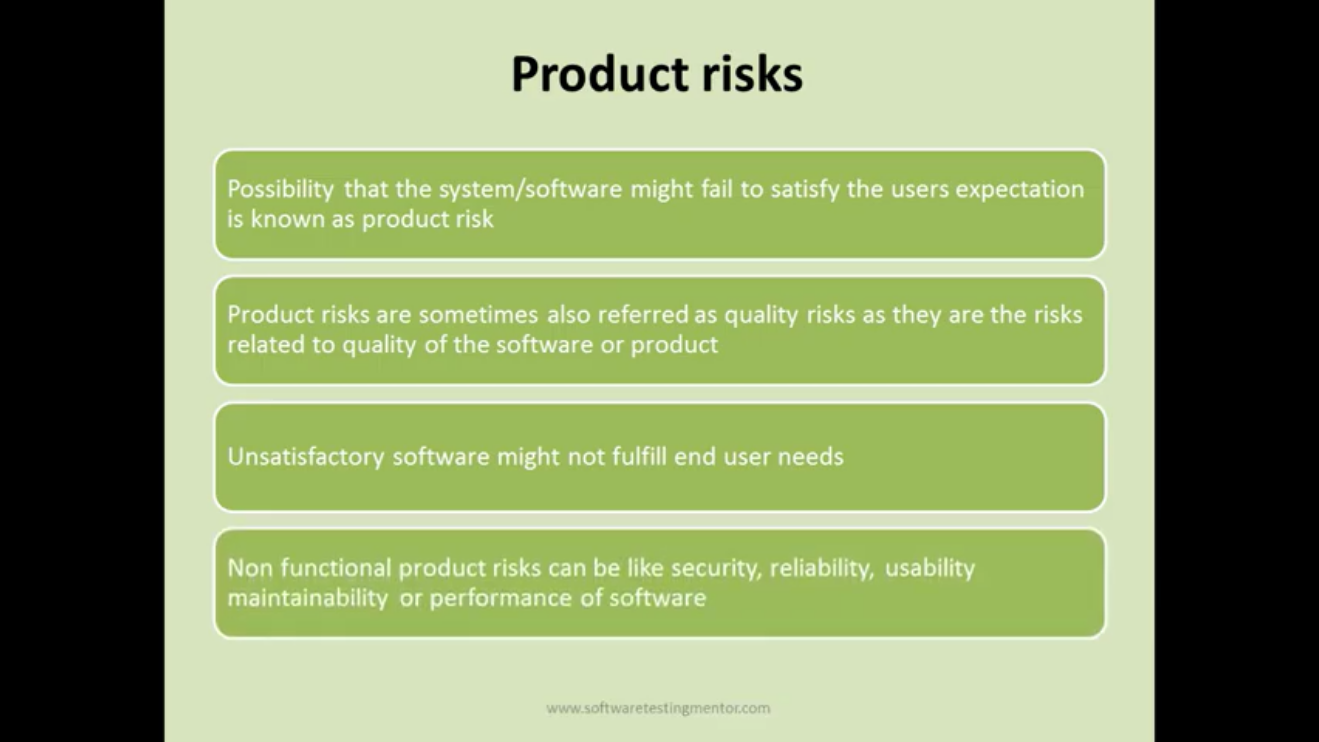 Product risks
Possibility that the system/software might fail to satisfy the users expectation
is known as product risk
Product risks are sometimes also referred as quality risks as they are the risks
related to quality of the software or product
Unsatisfactory software might not fulfill end user needs
Non functional product risks can be like security, reliability, usability
maintainability or performance of software
www.softwaretestingmentor.com